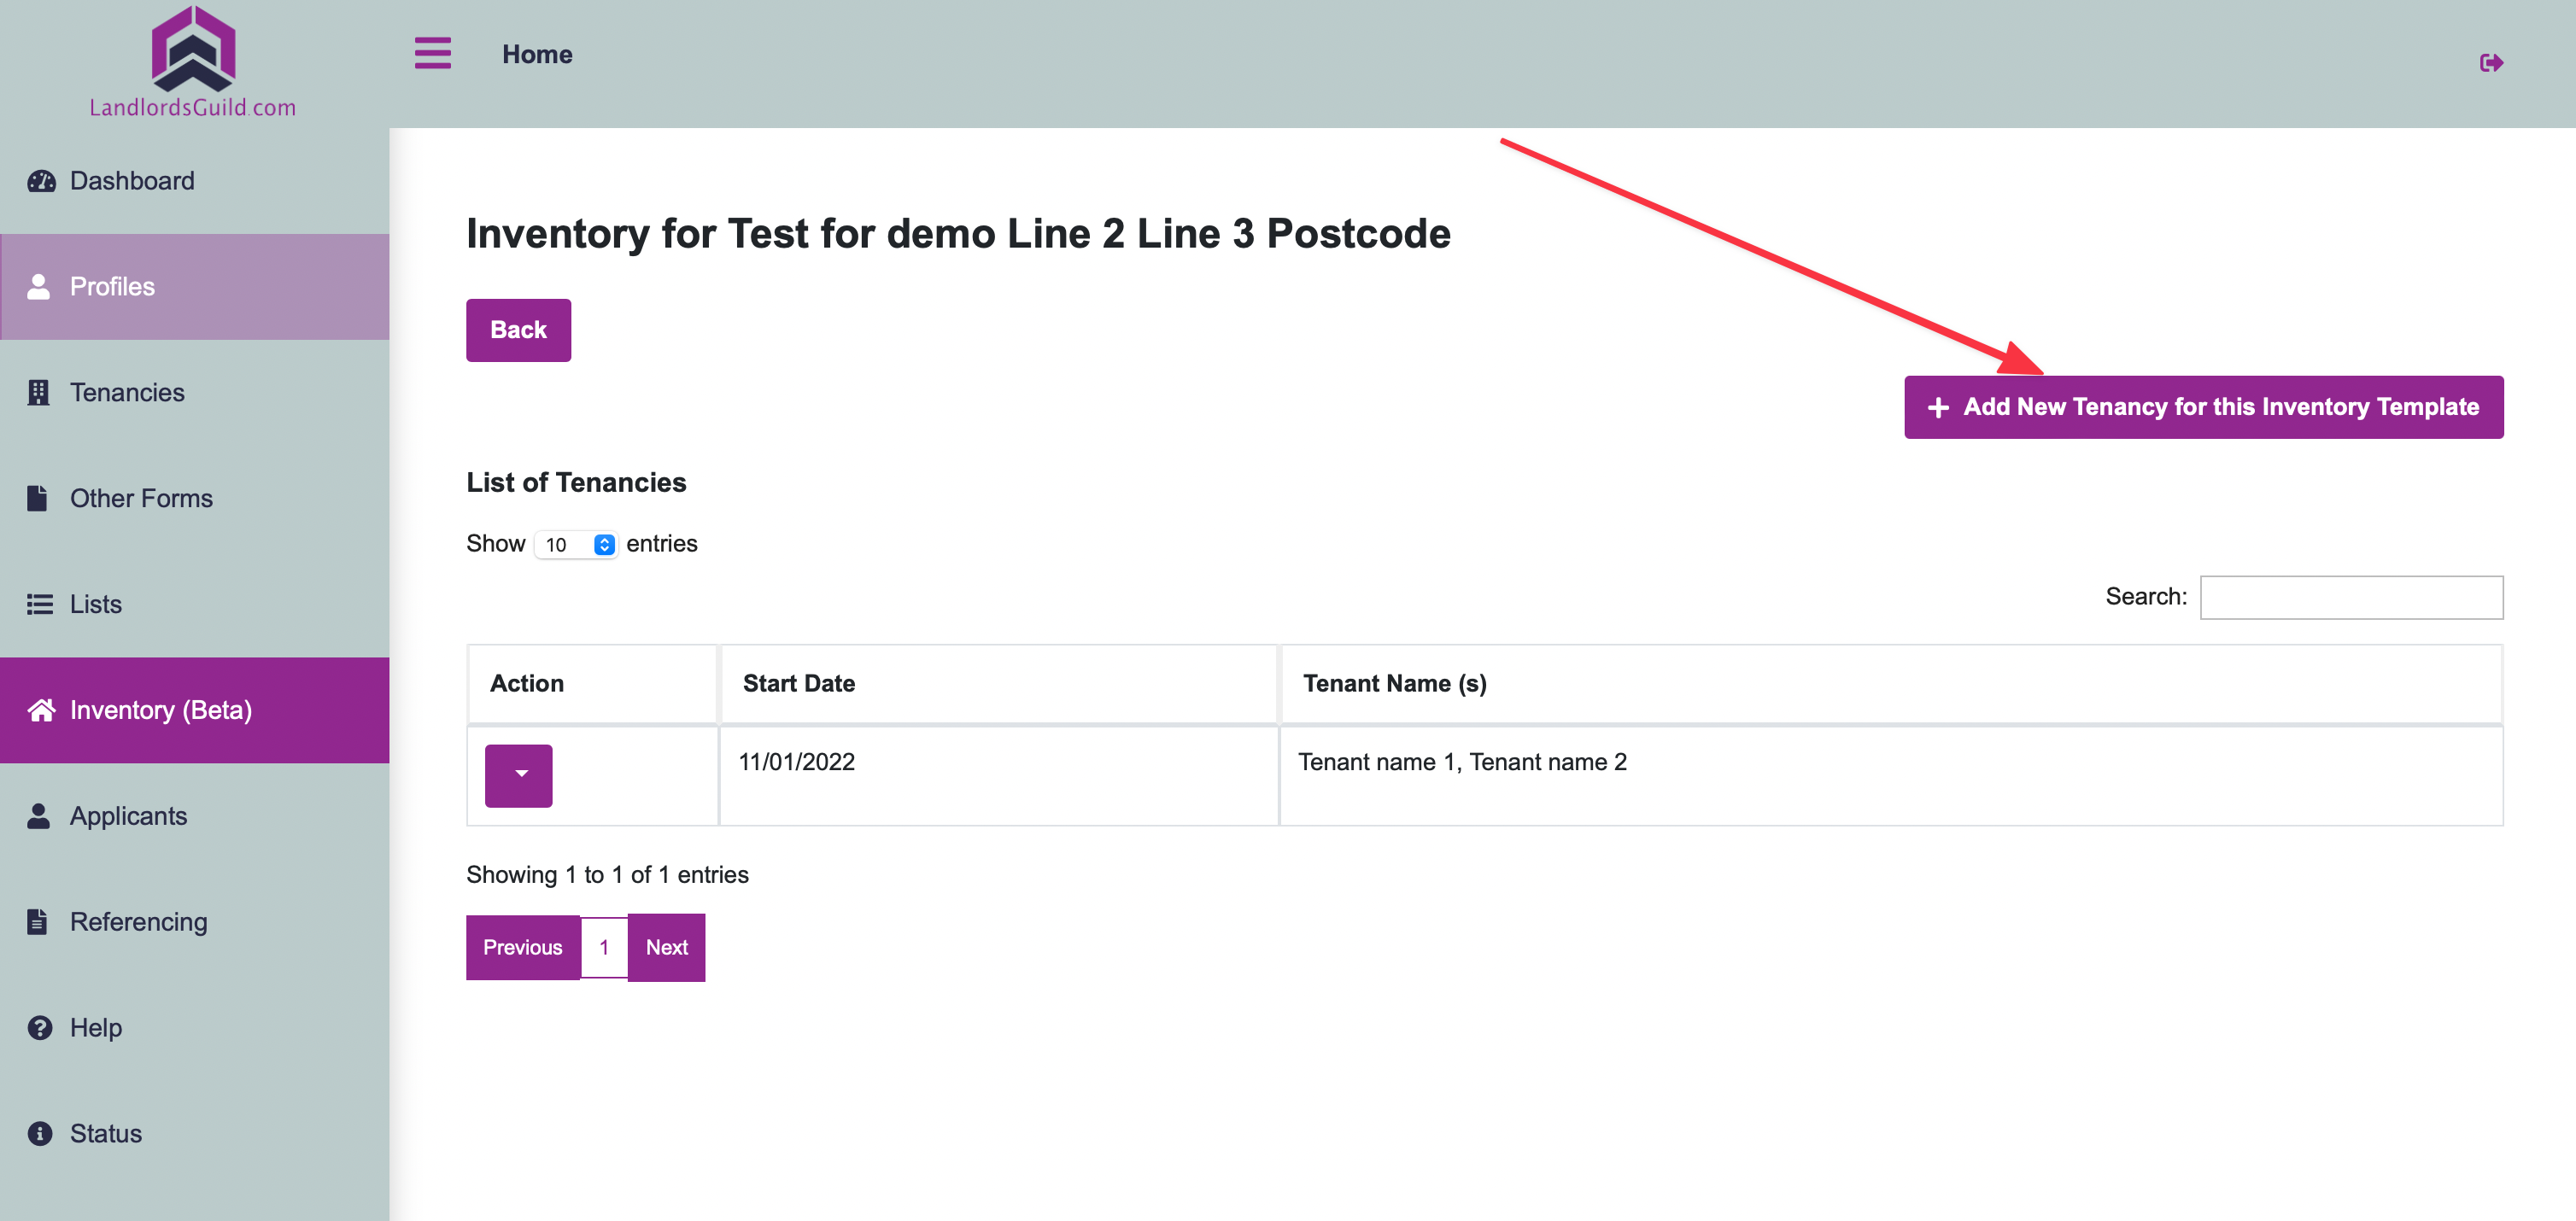 LandlordsGuild.com
Home
Dashboard
Profiles
Tenancies
Other Forms
Lists
Inventory (Beta)
Applicants
Referencing
Help
Status
Inventory for Test for demo Line 2 Line 3 Postcode
Back
Add New Tenancy for this Inventory Template
List of Tenancies
Show 10 entries
Search:
Action Start Date Tenant Name (s)
11/01/2022 Tenant name 1, Tenant name 2
Showing 1 to 1 of 1 entries
Previous 1 Next